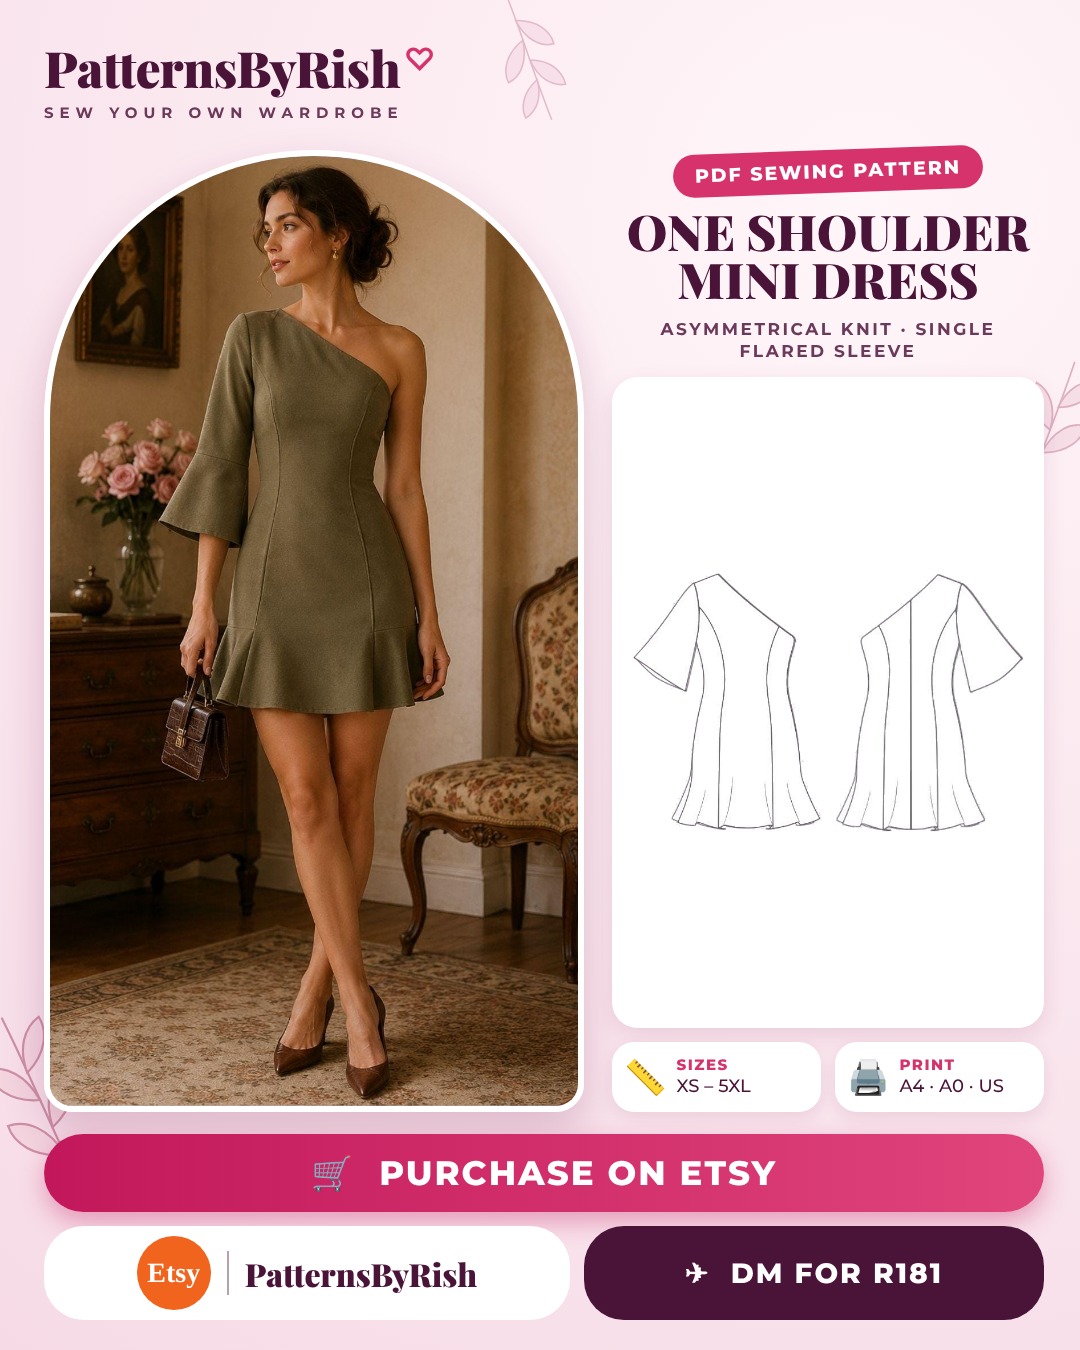 PatternsByRish
SEW YOUR OWN WARDROBE
PDF SEWING PATTERN
ONE SHOULDER
MINI DRESS
ASYMMETRICAL KNIT · SINGLE
FLARED SLEEVE
SIZES
XS – 5XL
PRINT
A4 · A0 · US
PURCHASE ON ETSY
Etsy
PatternsByRish
DM FOR R181